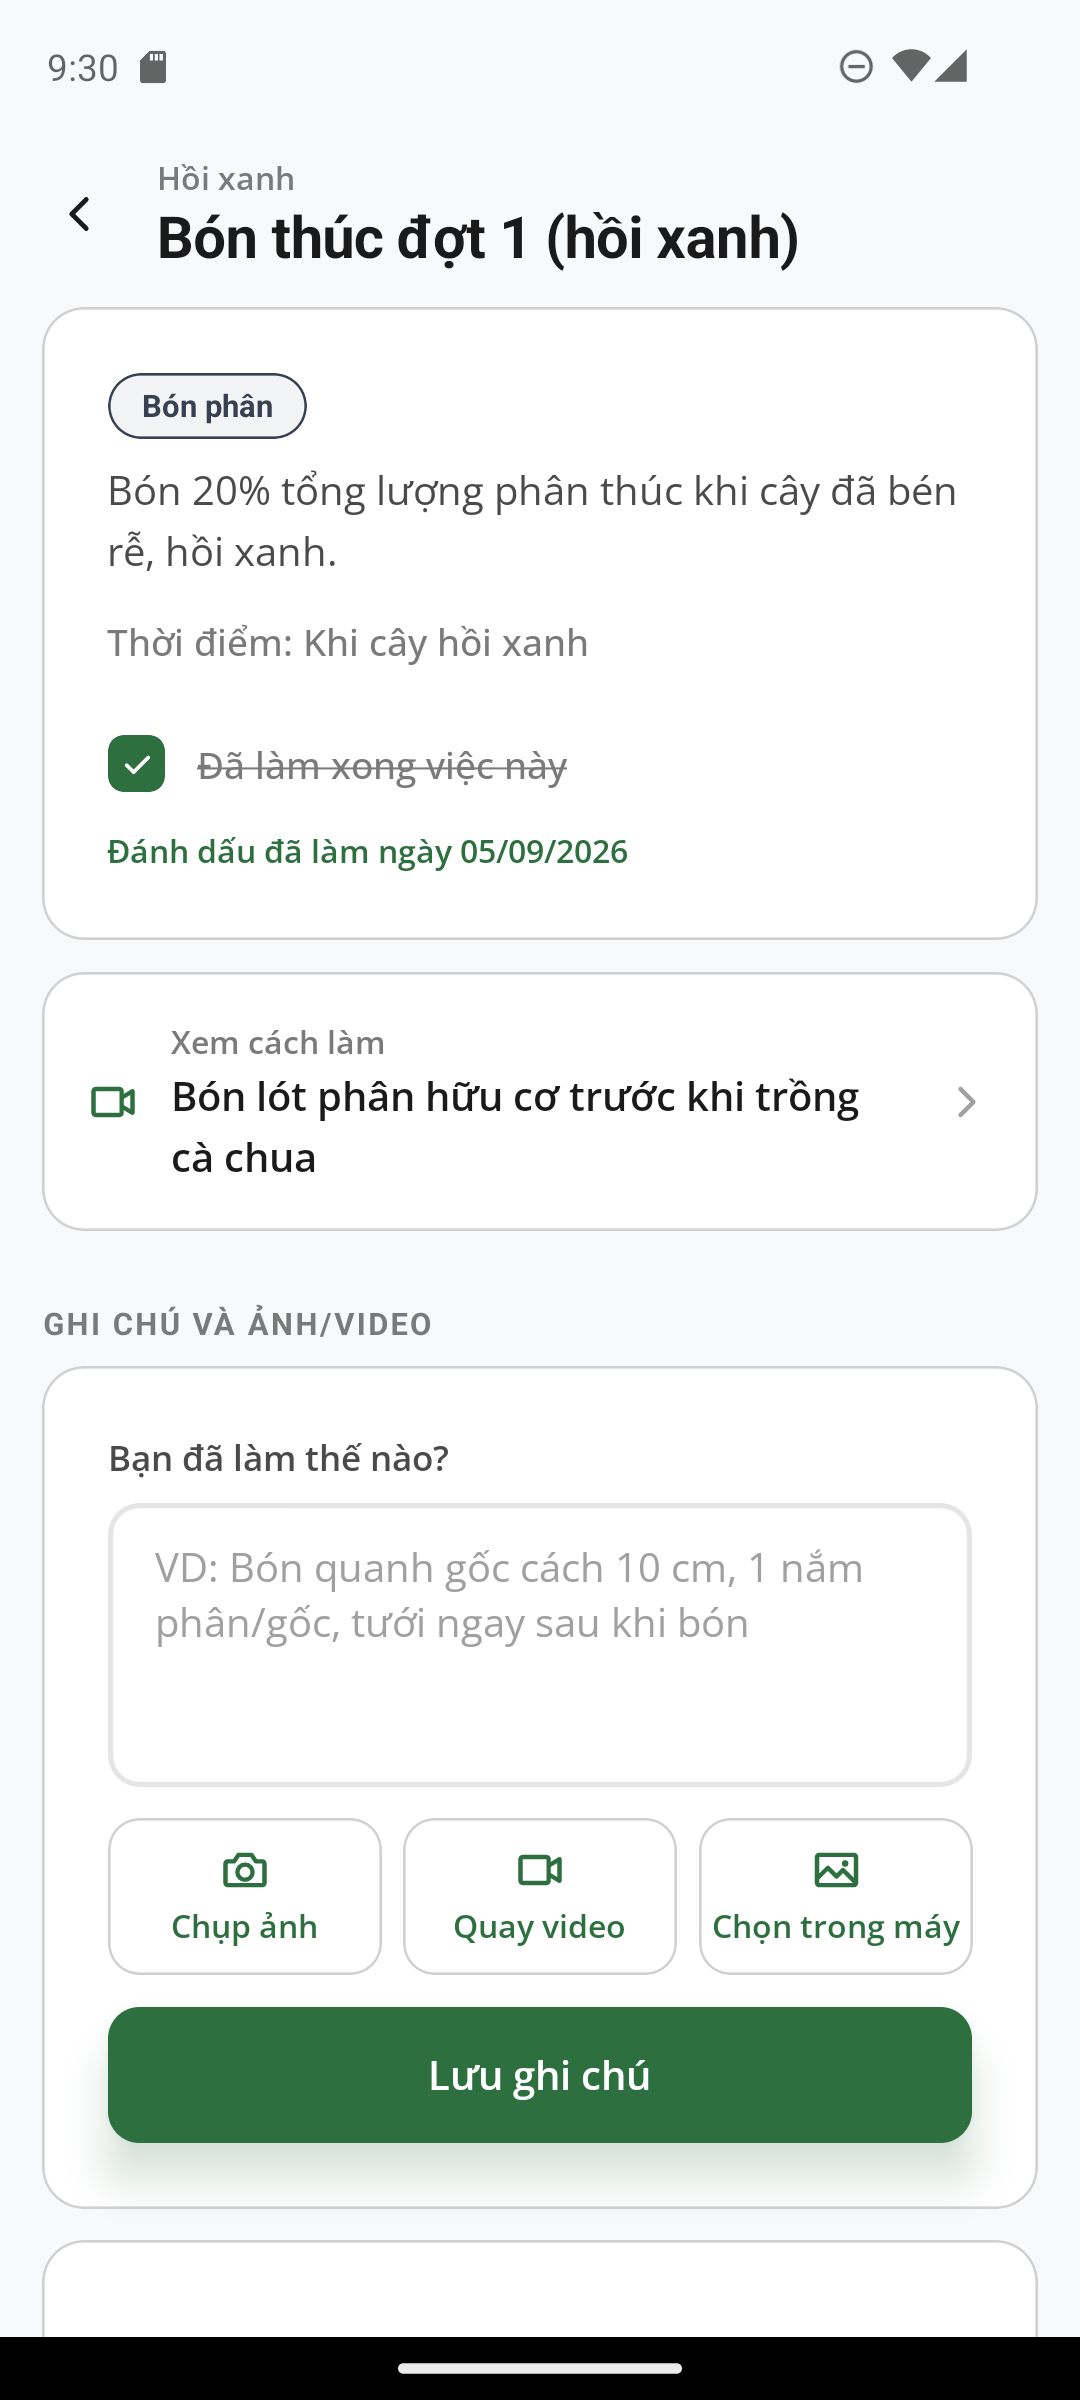 9:30
Hồi xanh
Bón thúc đợt 1 (hồi xanh)
Bón phân
Bón 20% tổng lượng phân thúc khi cây đã bén
rễ, hồi xanh.
Thời điểm: Khi cây hồi xanh
Đã làm xong việc này
Đánh dấu đã làm ngày 05/09/2026
Xem cách làm
Bón lót phân hữu cơ trước khi trồng
cà chua
GHI CHÚ VÀ ẢNH/VIDEO
Bạn đã làm thế nào?
VD: Bón quanh gốc cách 10 cm, 1 nắm
phân/gốc, tưới ngay sau khi bón
Chụp ảnh
Quay video
Chọn trong máy
Lưu ghi chú